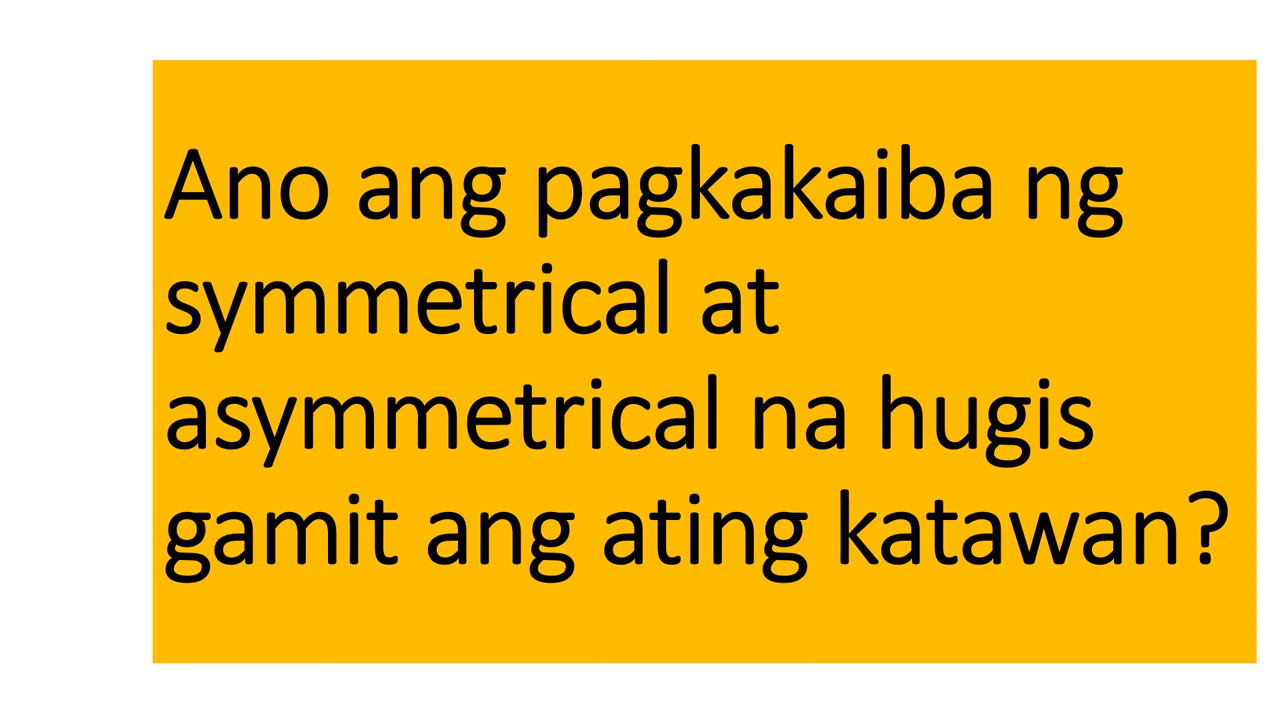 Ano ang pagkakaiba ng
symmetrical at
asymmetrical na hugis
gamit ang ating katawan?